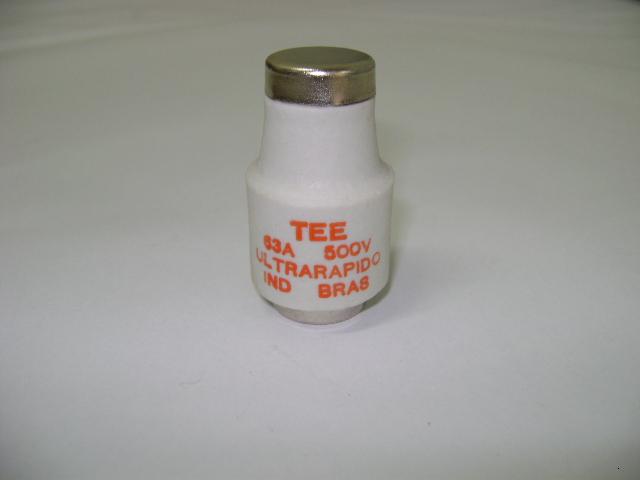 TEE
63A 500V
ULTRARAPIDO
IND BRAS